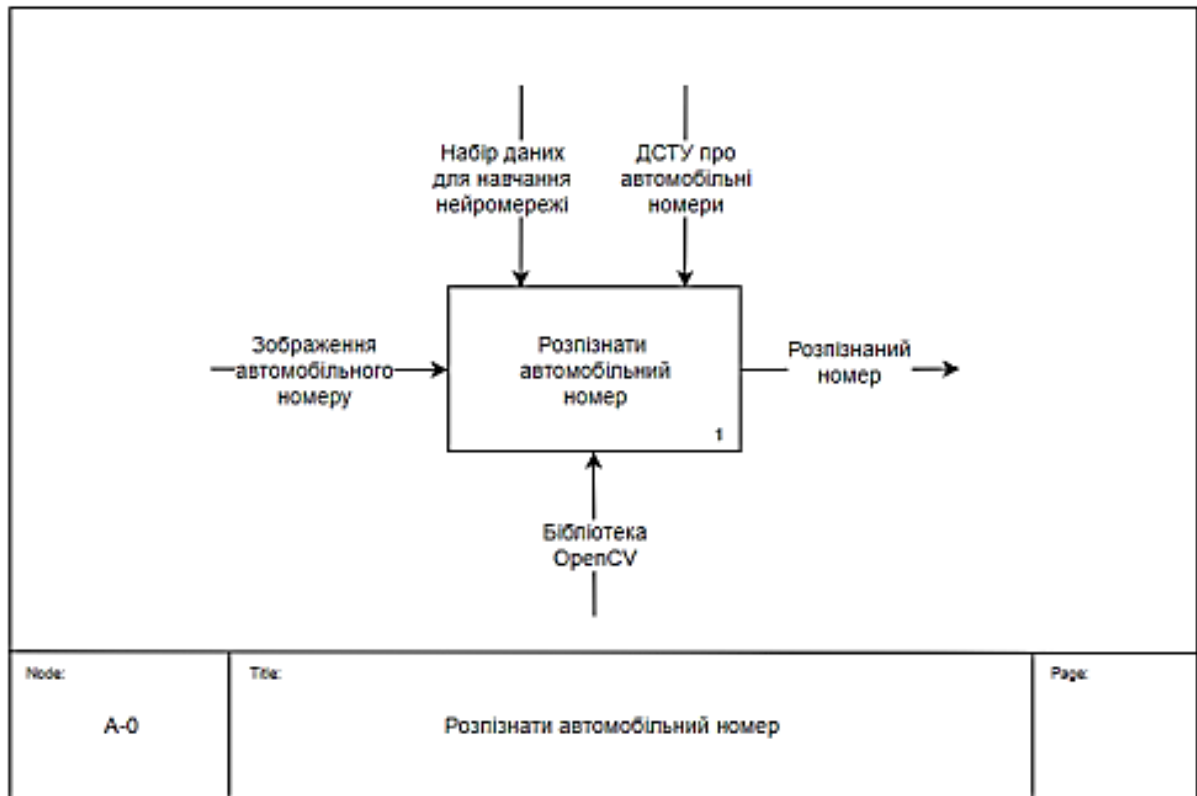 Набір даних
для навчання
нейромережі
ДСТУ про
автомобільні
номери
Зображення
автомобільного
номеру
Розпізнати
автомобільний
номер
1
Розпізнаний
номер
Бібліотека
OpenCV
Node:
A-0
Title:
Розпізнати автомобільний номер
Page: